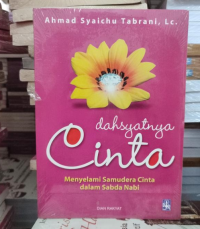 Ahmad Syaichu Tabrani, Lc.
dahsyatnya
Cinta
Menyelami Samudera Cinta
dalam Sabda Nabi